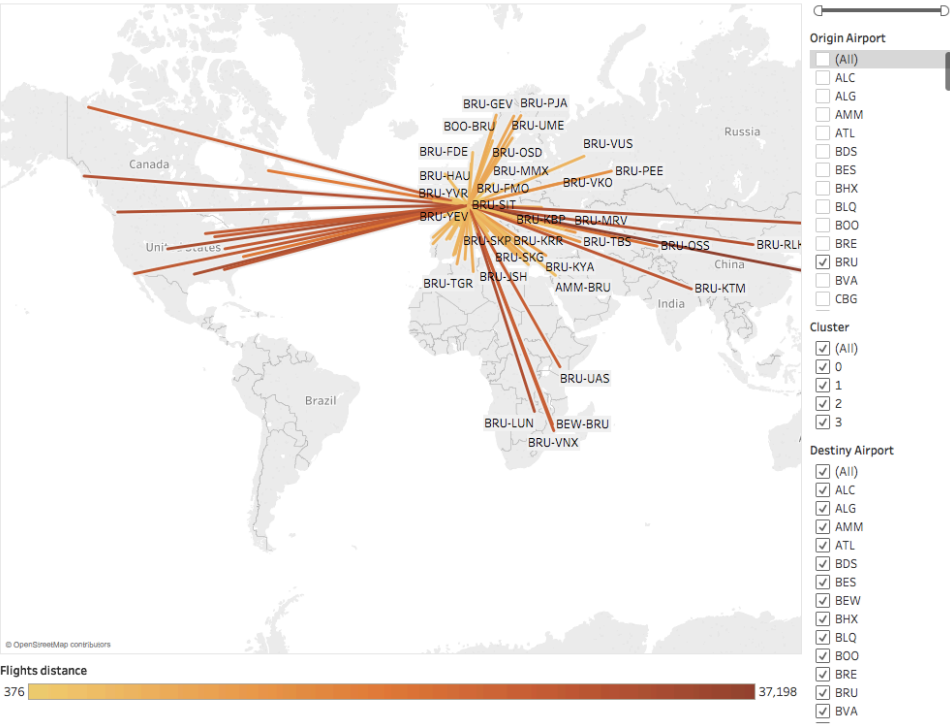 Origin Airport
(All)
ALC
ALG
AMM
ATL
BDS
BES
BHX
BLQ
BOO
BRE
BRU
BVA
CBG
Cluster
(All)
0
1
2
3
Destiny Airport
(All)
ALC
ALG
AMM
ATL
BDS
BES
BEW
BHX
BLQ
BOO
BRE
BRU
BVA
BRU-GEV BRU-PJA
BOO-BRU BRU-UME
Russia
BRU-FDE BRU-OSD BRU-VUS
Canada
BRU-HAU BRU-MMX BRU-PEE
BRU-YVR BRU-FMO BRU-VKO
BRU-SIT
BRU-YEV BRU-KBP BRU-MRV
BRU-SKP BRU-KRR BRU-TBS BRU-OSS
BRU-SKG China
BRU-TGR BRU-JSH BRU-KYA
AMM-BRU BRU-KTM
India
BRU-UAS
Brazil
BRU-LUN BEW-BRU
BRU-VNX
© OpenStreetMap contributors
Flights distance
376 37,198